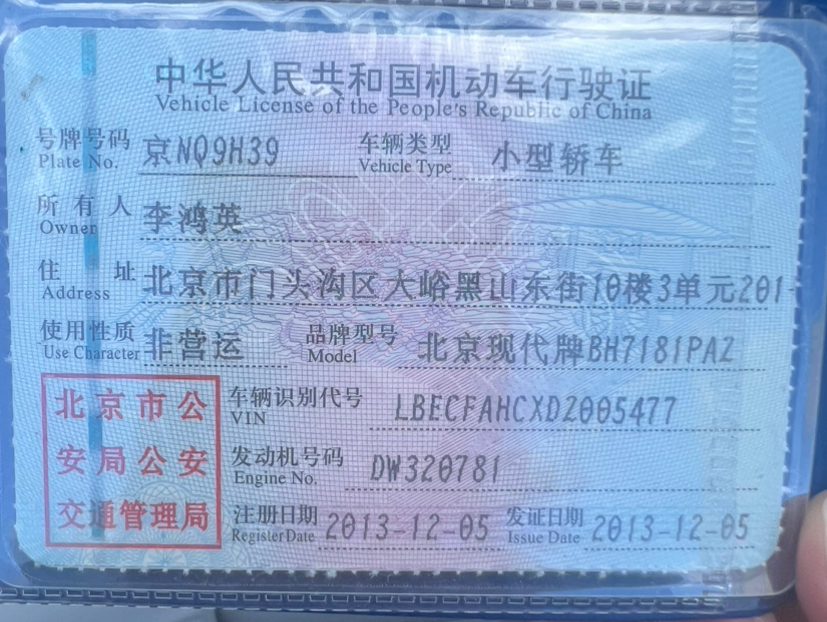 中华人民共和国机动车行驶证
Vehicle License of the People's Republic of China
号牌号码 京NQ9H39 车辆类型 小型轿车
Plate No. Vehicle Type
所有人 李鸿英
Owner
住址 北京市门头沟区大峪黑山东街10楼3单元201
Address
使用性质 非营运 品牌型号 北京现代牌BH7181PAZ
Use Character Model
北京市公
安局公安
交通管理局
车辆识别代号 LBECFAHCXDZ005477
VIN
发动机号码 DW320781
Engine No.
注册日期 2013-12-05 发证日期 2013-12-05
Register Date Issue Date